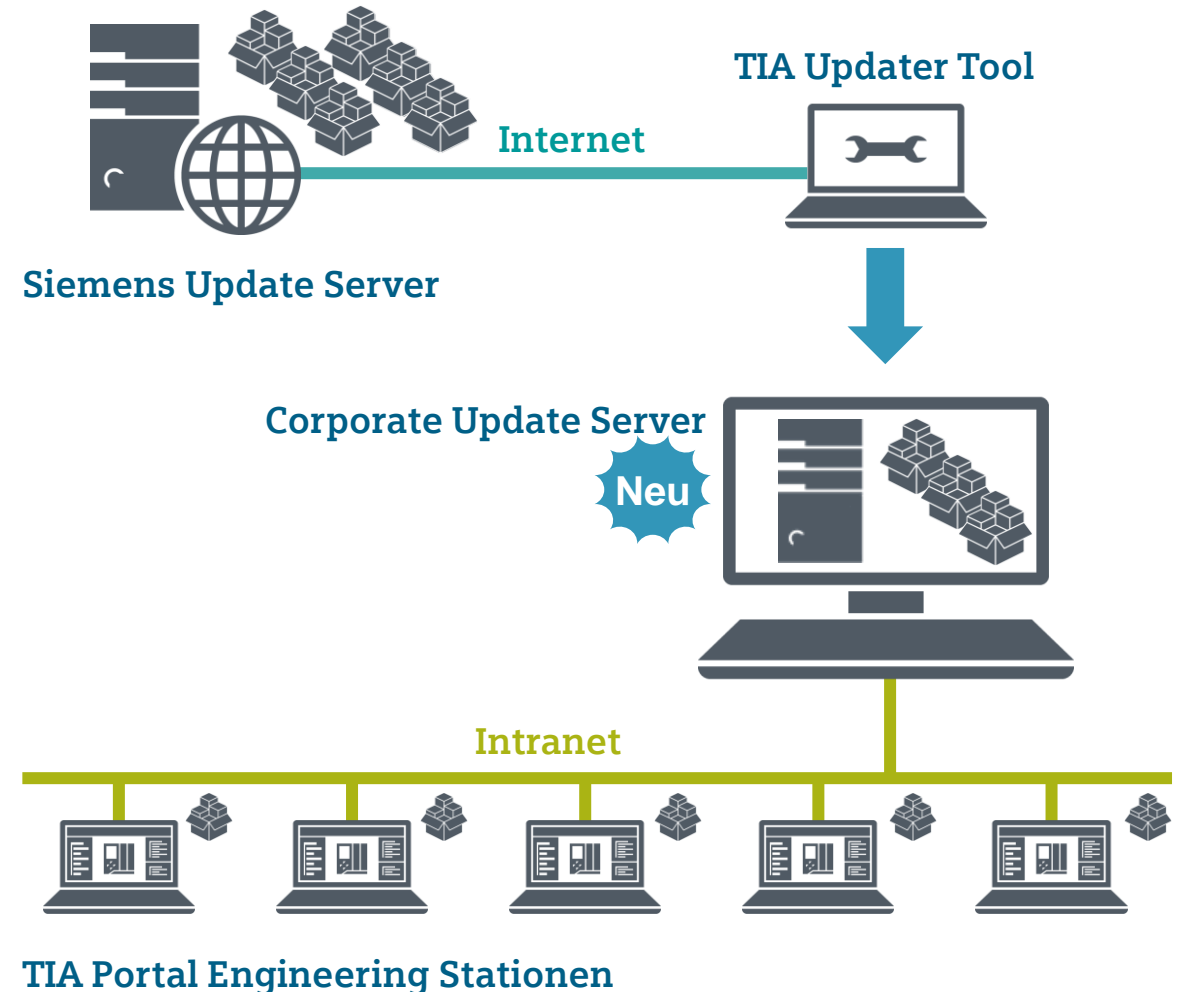 TIA Updater Tool
Internet
Siemens Update Server
Corporate Update Server
Neu
Intranet
TIA Portal Engineering Stationen